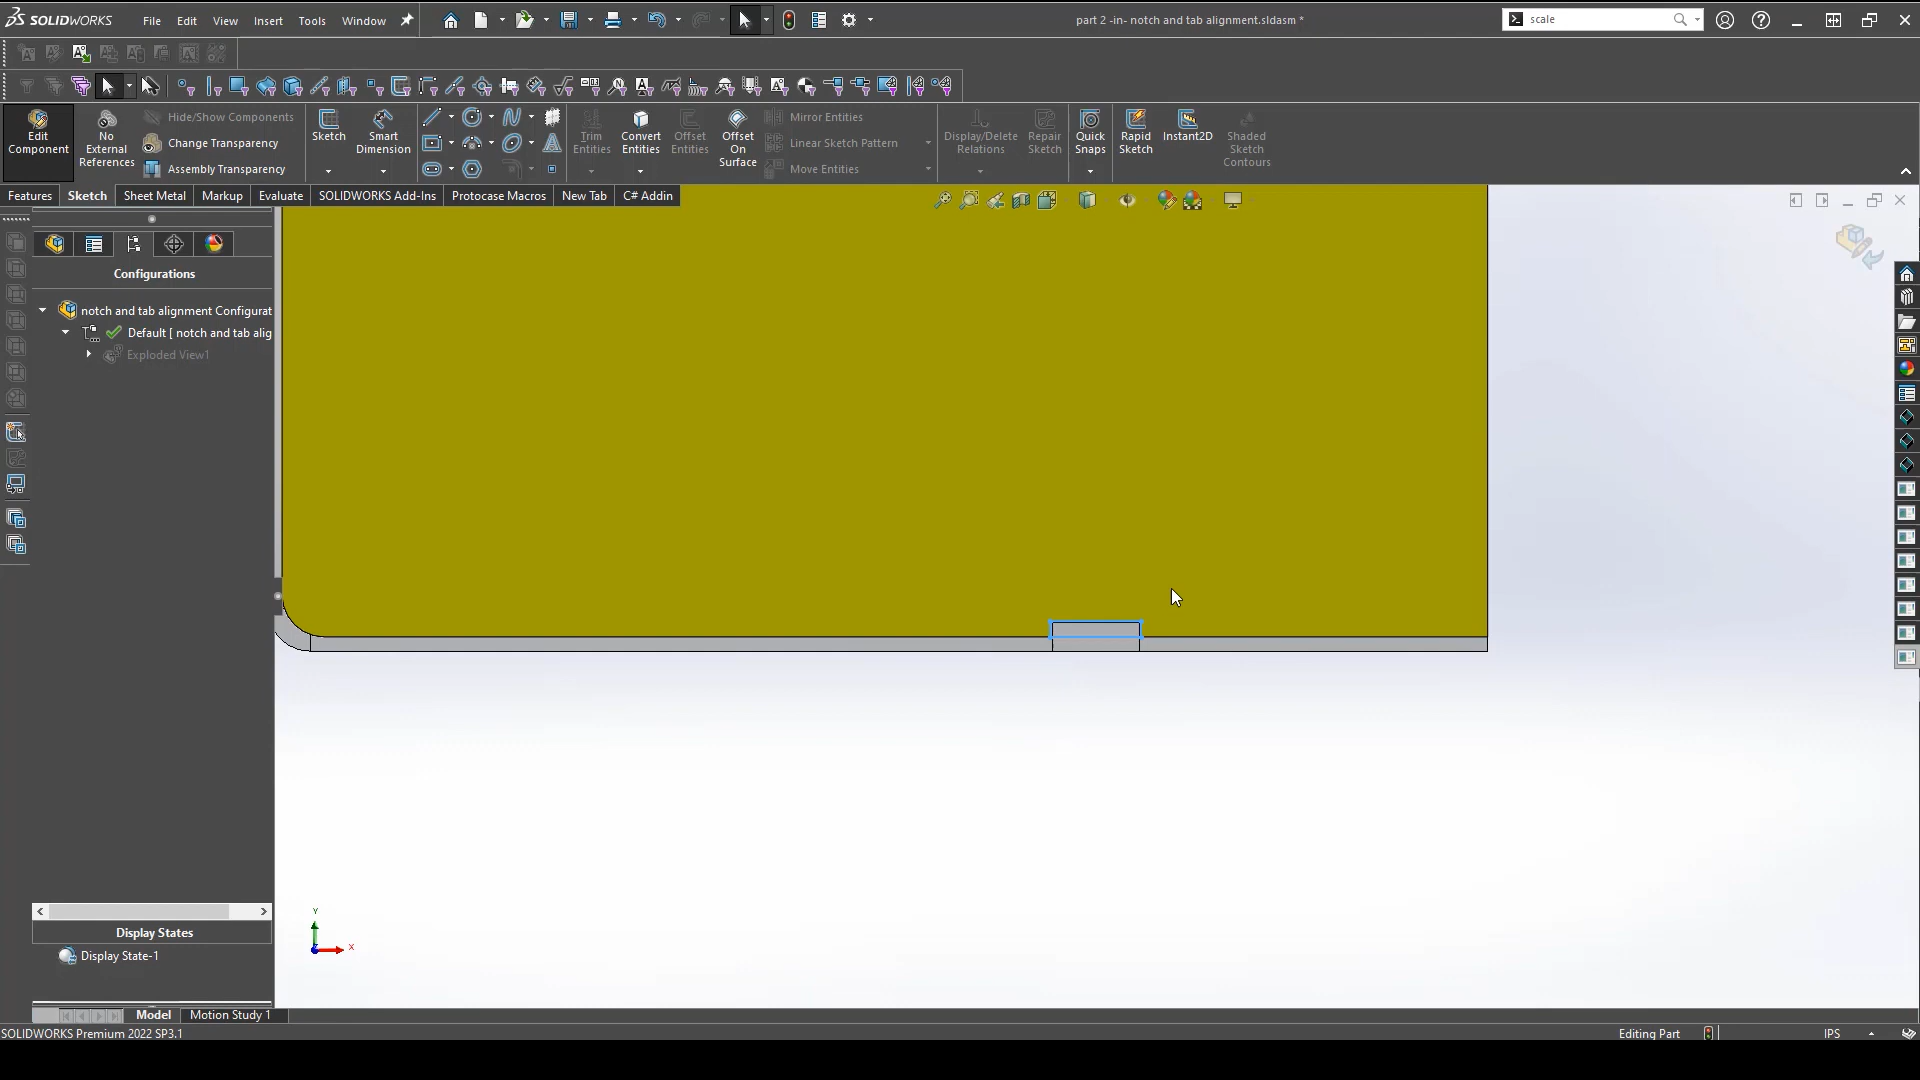 SOLIDWORKS File Edit View Insert Tools Window part 2 -in- notch and tab alignment.sldasm * scale
Edit Component No External References Hide/Show Components Change Transparency Assembly Transparency Sketch Smart Dimension Trim Entities Convert Entities Offset Entities Offset On Surface Mirror Entities Linear Sketch Pattern Move Entities Display/Delete Relations Repair Sketch Quick Snaps Rapid Sketch Instant2D Shaded Sketch Contours
Features Sketch Sheet Metal Markup Evaluate SOLIDWORKS Add-Ins Protocase Macros New Tab C# Addin
Configurations
notch and tab alignment Configurat
Default [ notch and tab alig
Exploded View1
Y
X
Display States
Display State-1
Model Motion Study 1
SOLIDWORKS Premium 2022 SP3.1 Editing Part IPS